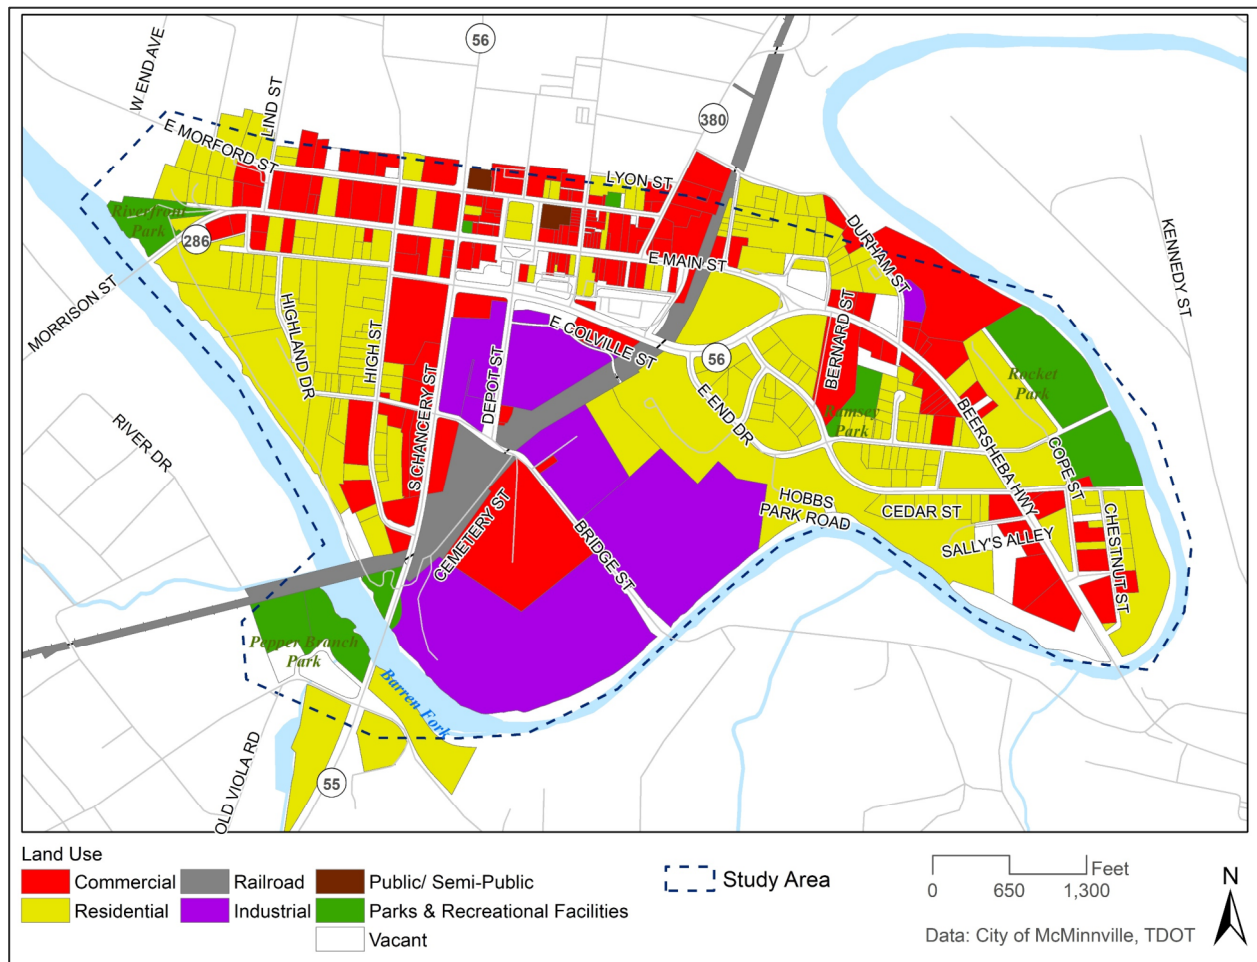 56
W END AVE
LIND ST
380
E MORFORD ST
LYON ST
Riverfront
Park
286
E MAIN ST
DURHAM ST
KENNEDY ST
MORRISON ST
HIGHLAND DR
HIGH ST
S CHANCERY ST
DEPOT ST
E COLVILLE ST
56
BERNARD ST
Rocket
Park
Ramsey
Park
E END DR
BEERSHEBA HWY
COPE ST
RIVER DR
CEMETERY ST
BRIDGE ST
HOBBS
PARK ROAD
CEDAR ST
SALLY'S ALLEY
CHESTNUT ST
Pepper Branch
Park
Barren Fork
OLD VIOLA RD
55
Land Use
Commercial
Railroad
Public/ Semi-Public
Residential
Industrial
Parks & Recreational Facilities
Vacant
Study Area
Feet
0 650 1,300
N
Data: City of McMinnville, TDOT